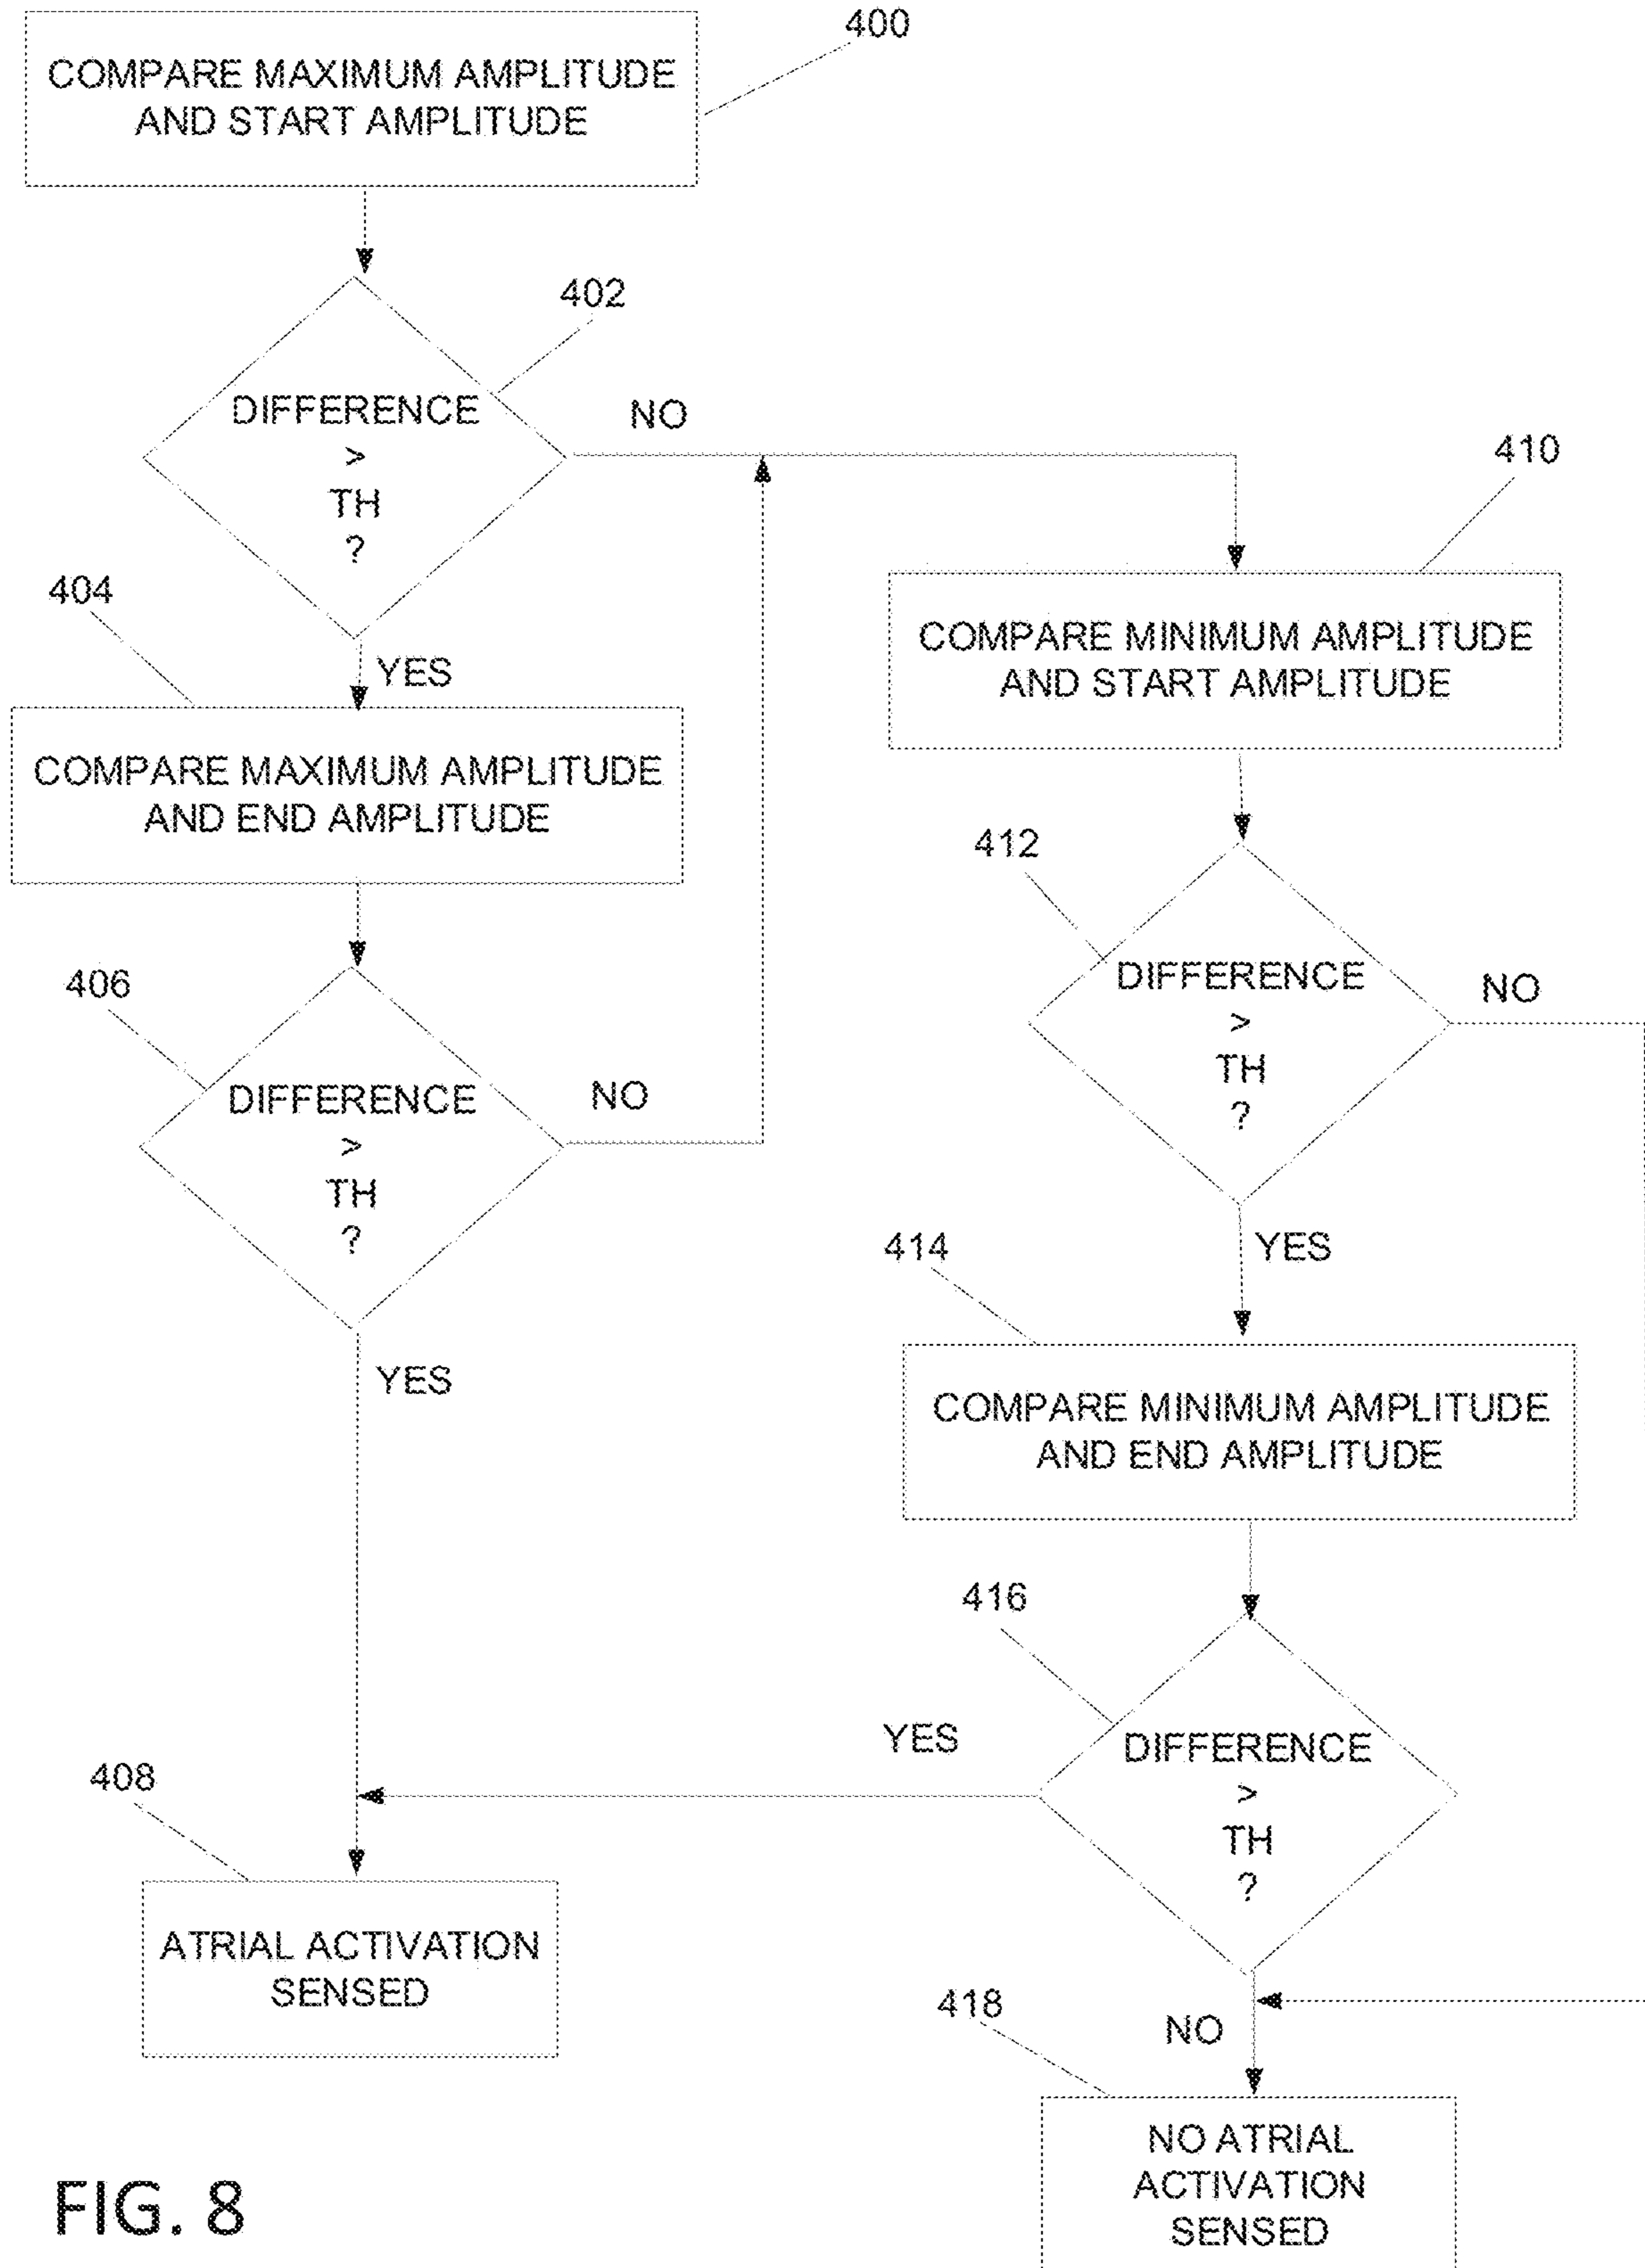 400
COMPARE MAXIMUM AMPLITUDE
AND START AMPLITUDE
402
DIFFERENCE
>
TH
?
NO
YES
404
COMPARE MAXIMUM AMPLITUDE
AND END AMPLITUDE
406
DIFFERENCE
>
TH
?
NO
YES
408
ATRIAL ACTIVATION
SENSED
410
COMPARE MINIMUM AMPLITUDE
AND START AMPLITUDE
412
DIFFERENCE
>
TH
?
NO
YES
414
COMPARE MINIMUM AMPLITUDE
AND END AMPLITUDE
416
DIFFERENCE
>
TH
?
YES
NO
418
NO ATRIAL
ACTIVATION
SENSED
FIG. 8